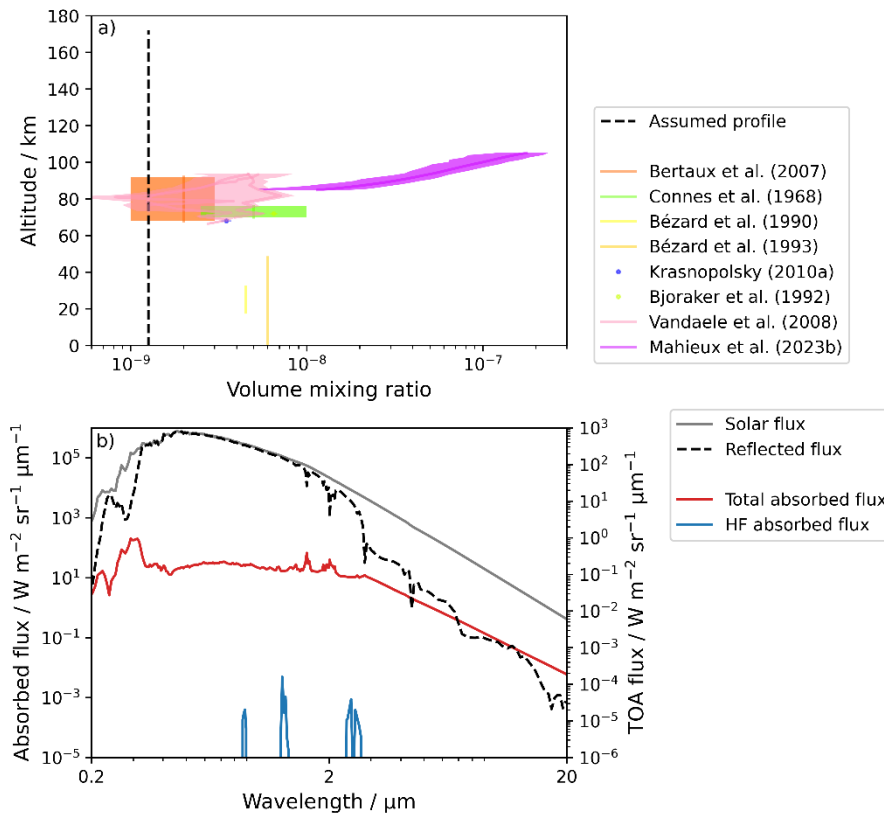 a)
180
160
140
120
100
80
60
40
20
0
Altitude / km
10⁻⁹
10⁻⁸
10⁻⁷
Volume mixing ratio
Assumed profile
Bertaux et al. (2007)
Connes et al. (1968)
Bézard et al. (1990)
Bézard et al. (1993)
Krasnopolsky (2010a)
Bjoraker et al. (1992)
Vandaele et al. (2008)
Mahieux et al. (2023b)
b)
10⁵
10³
10¹
10⁻¹
10⁻³
10⁻⁵
Absorbed flux / W m⁻² sr⁻¹ μm⁻¹
10³
10²
10¹
10⁰
10⁻¹
10⁻²
10⁻³
10⁻⁴
10⁻⁵
10⁻⁶
TOA flux / W m⁻² sr⁻¹ μm⁻¹
0.2
2
20
Wavelength / μm
Solar flux
Reflected flux
Total absorbed flux
HF absorbed flux